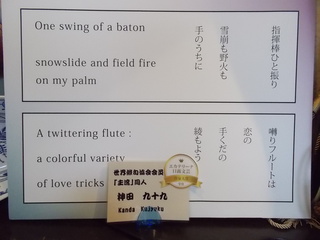 One swing of a baton
snowslide and field fire
on my palm
指揮棒ひと振り
雪崩も野火も
手のうちに
A twittering flute :
a colorful variety
of love tricks
囀りフルートは
恋の
手くだの
綾もよう
世界俳句協会会員
「主流」同人
神田 九十九
Kanda Kuzyuku